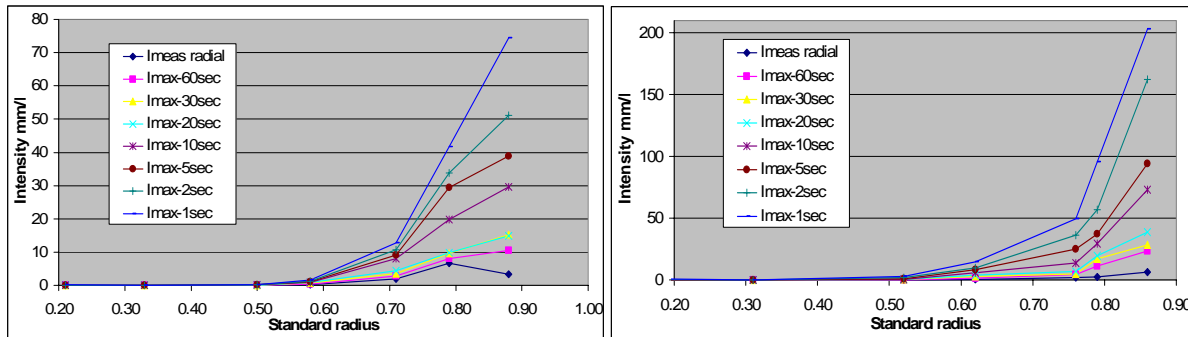 80
70
60
50
40
30
20
10
0
Intensity mm/l
Imeas radial
Imax-60sec
Imax-30sec
Imax-20sec
Imax-10sec
Imax-5sec
Imax-2sec
Imax-1sec
0.20 0.30 0.40 0.50 0.60 0.70 0.80 0.90 1.00
Standard radius
200
150
100
50
0
Intensity mm/l
Imeas radial
Imax-60sec
Imax-30sec
Imax-20sec
Imax-10sec
Imax-5sec
Imax-2sec
Imax-1sec
0.20 0.30 0.40 0.50 0.60 0.70 0.80 0.90
Standard radius